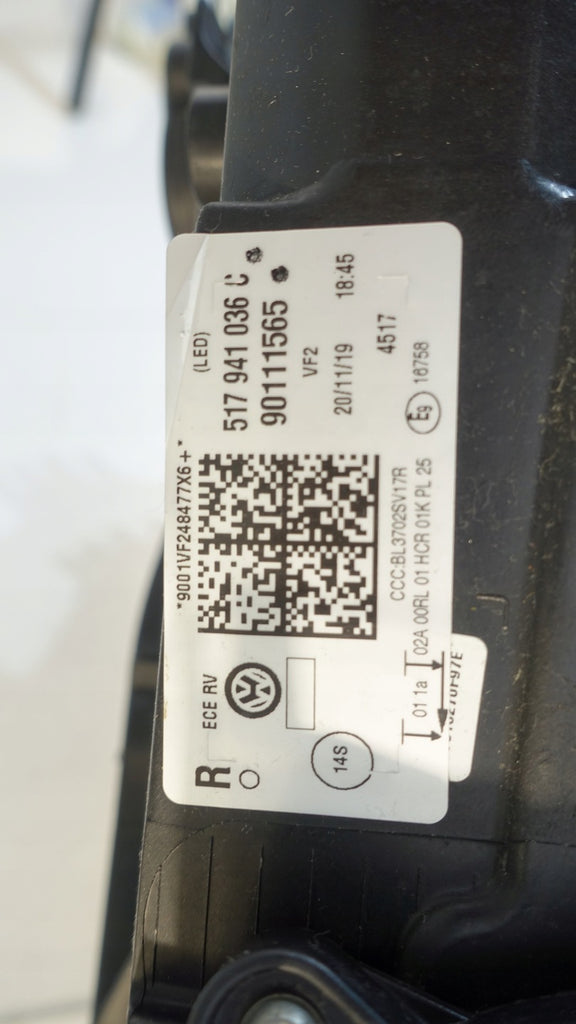 *9001VF248477X6+*
(LED)
ECE RV
R
517 941 036 C
90111565
VF2
20/11/19 18:45
14S
4517
CCC:BL3702SV17R
01 1a
02A 00RL 01 HCR 01K PL 25
E9 16758